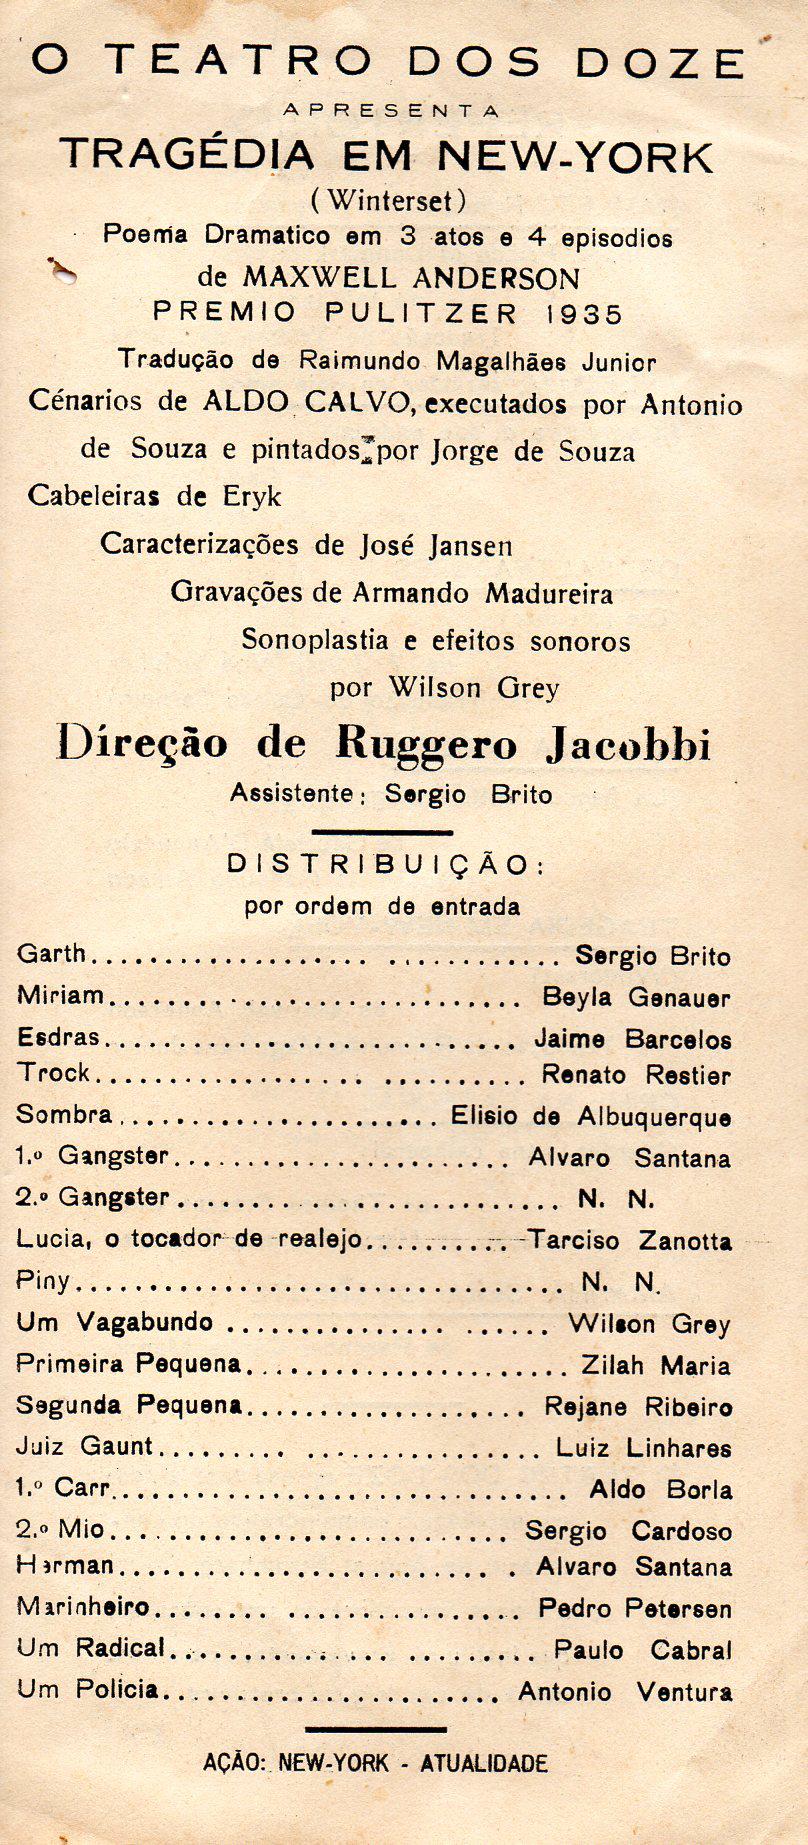 O TEATRO DOS DOZE
APRESENTA
TRAGÉDIA EM NEW-YORK
(Winterset)
Poema Dramatico em 3 atos e 4 episodios
de MAXWELL ANDERSON
PREMIO PULITZER 1935
Tradução de Raimundo Magalhães Junior
Cénarios de ALDO CALVO, executados por Antonio
de Souza e pintados por Jorge de Souza
Cabeleiras de Eryk
Caracterizações de José Jansen
Gravações de Armando Madureira
Sonoplastia e efeitos sonoros
por Wilson Grey
Direção de Ruggero Jacobbi
Assistente: Sergio Brito
DISTRIBUIÇÃO:
por ordem de entrada
Garth.............................. Sergio Brito
Miriam............................ Beyla Genauer
Esdras............................ Jaime Barcelos
Trock............................. Renato Restier
Sombra...................... Elisio de Albuquerque
1.º Gangster....................... Alvaro Santana
2.º Gangster.......................... N. N.
Lucia, o tocador de realejo.......... Tarciso Zanotta
Piny.................................. N. N.
Um Vagabundo ..................... Wilson Grey
Primeira Pequena...................... Zilah Maria
Segunda Pequena................... Rejane Ribeiro
Juiz Gaunt......................... Luiz Linhares
1.º Carr............................... Aldo Borla
2.º Mio........................... Sergio Cardoso
Herman........................... Alvaro Santana
Marinheiro........................ Pedro Petersen
Um Radical........................ Paulo Cabral
Um Policia....................... Antonio Ventura
AÇÃO: NEW-YORK - ATUALIDADE